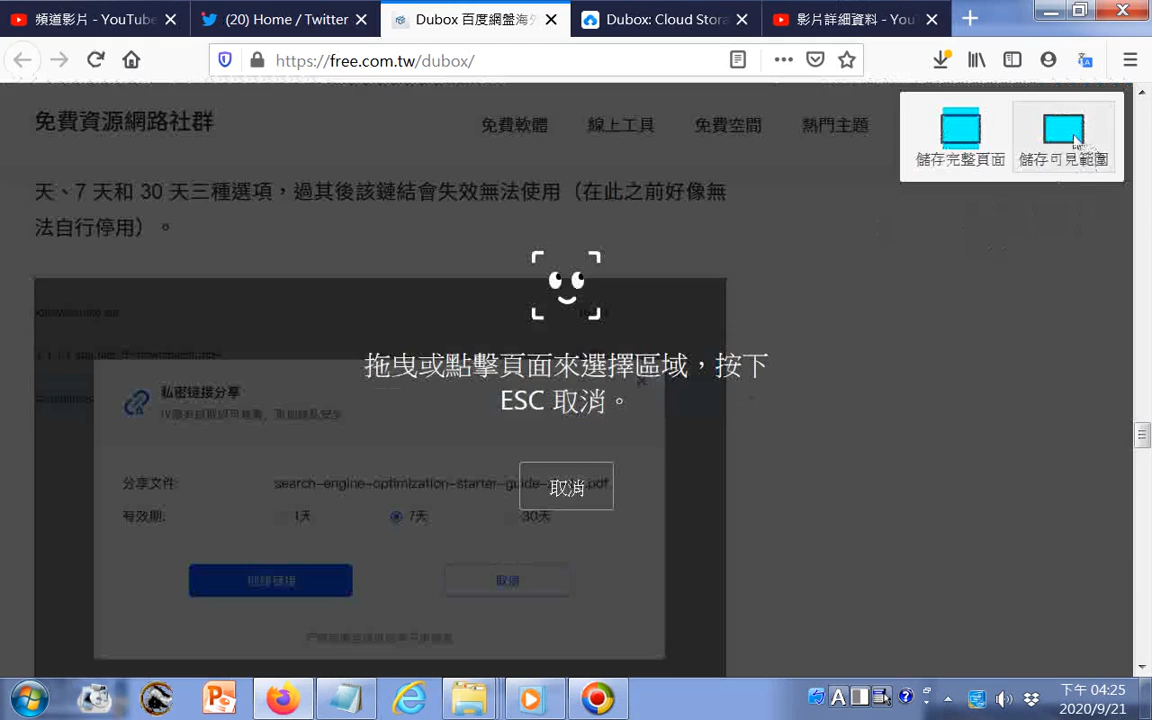 頻道影片 - YouTube
(20) Home / Twitter
Dubox 百度網盤海外
Dubox: Cloud Stora
影片詳細資料 - YouT
https://free.com.tw/dubox/
免費資源網路社群
免費軟體
線上工具
免費空間
熱門主題
儲存完整頁面
儲存可見範圍
天、7 天和 30 天三種選項，過其後該鏈結會失效無法使用（在此之前好像無
法自行停用）。
拖曳或點擊頁面來選擇區域，按下
ESC 取消。
取消
私密链接分享
分享文件:
search-engine-optimization-starter-guide
.pdf
有效期:
1天
7天
30天
创建链接
取消
下午 04:25
2020/9/21